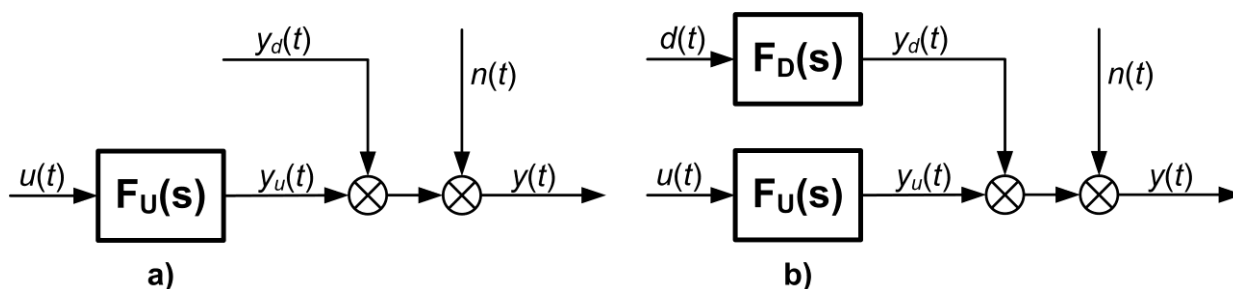 y_d(t)
n(t)
u(t)
F_U(s)
y_u(t)
y(t)
a)
d(t)
F_D(s)
y_d(t)
n(t)
u(t)
F_U(s)
y_u(t)
y(t)
b)